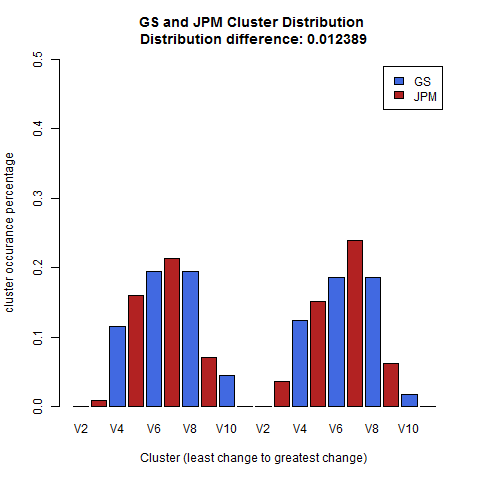 GS and JPM Cluster Distribution
Distribution difference: 0.012389
GS
JPM
cluster occurance percentage
0.5
0.4
0.3
0.2
0.1
0.0
V2 V4 V6 V8 V10 V2 V4 V6 V8 V10
Cluster (least change to greatest change)